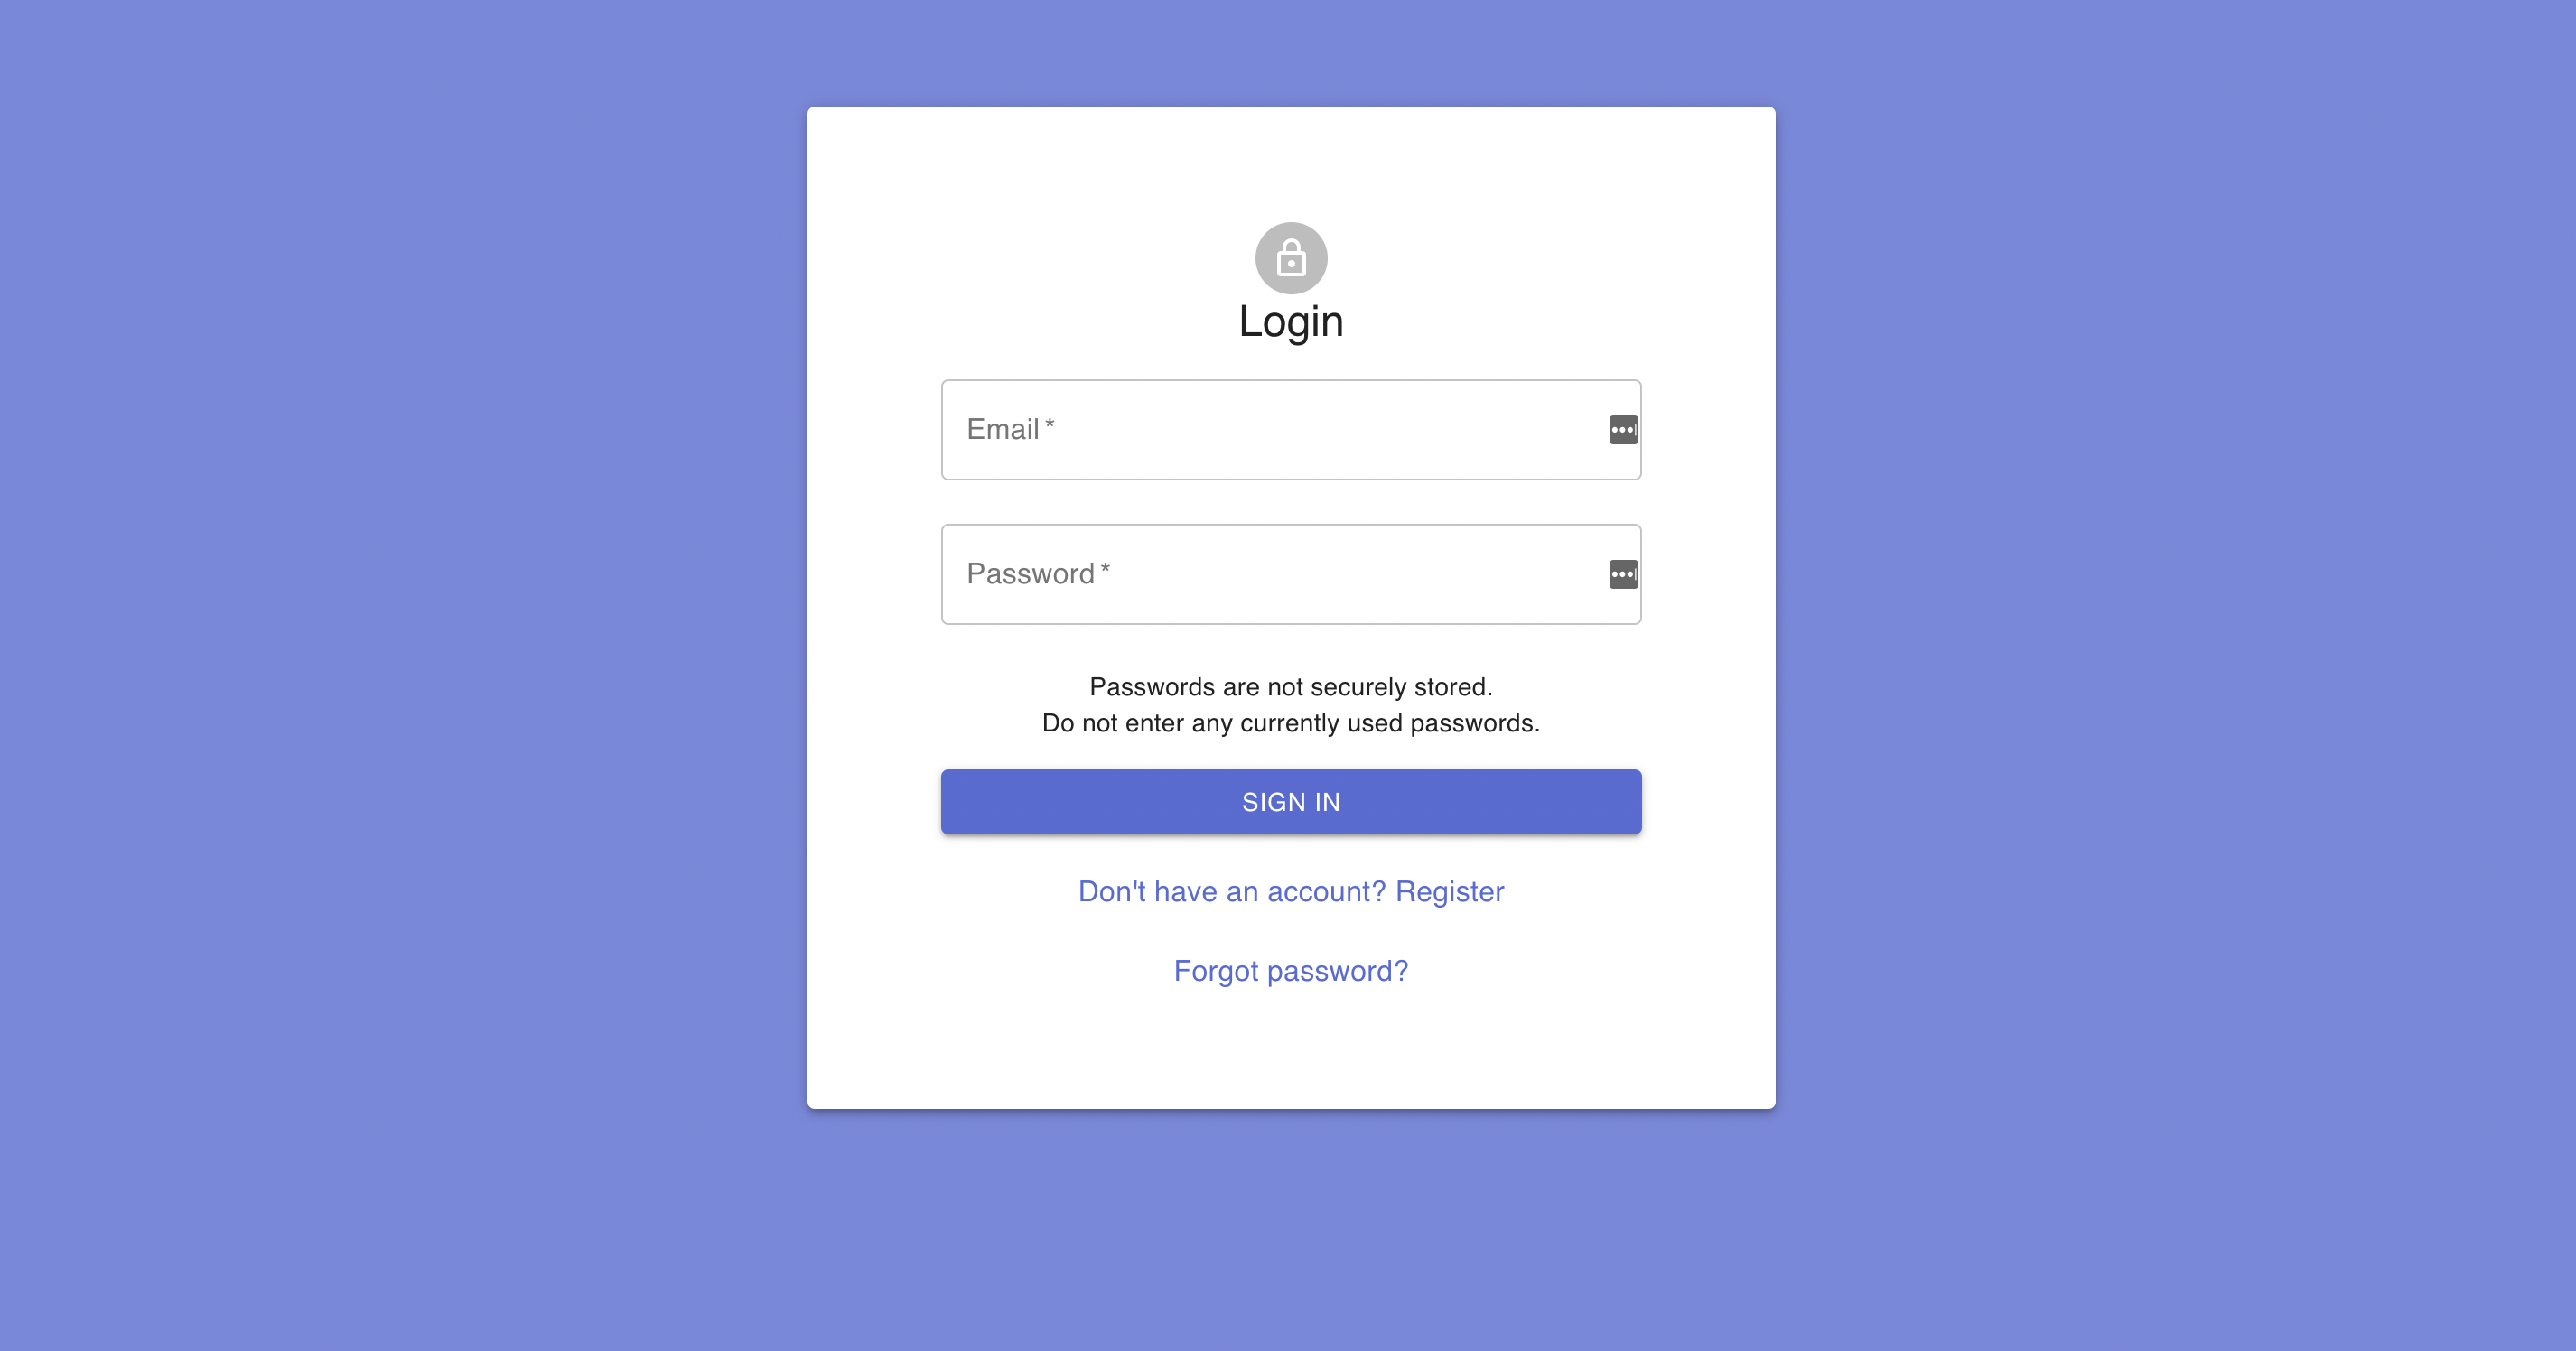 Login
Email *
Password *
Passwords are not securely stored.
Do not enter any currently used passwords.
SIGN IN
Don't have an account? Register
Forgot password?